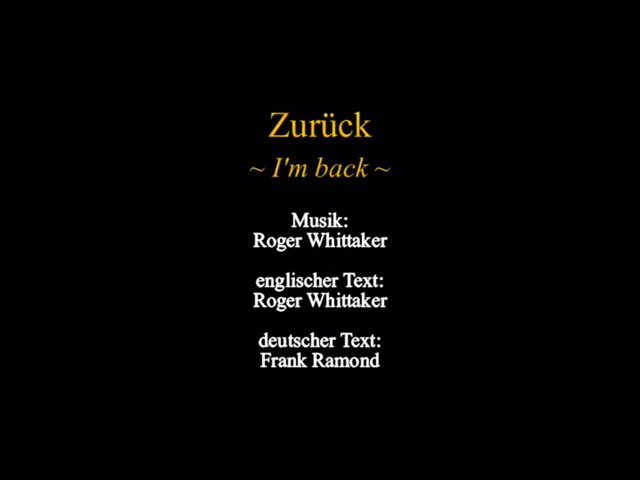 Zurück
~ I'm back ~
Musik:
Roger Whittaker
englischer Text:
Roger Whittaker
deutscher Text:
Frank Ramond